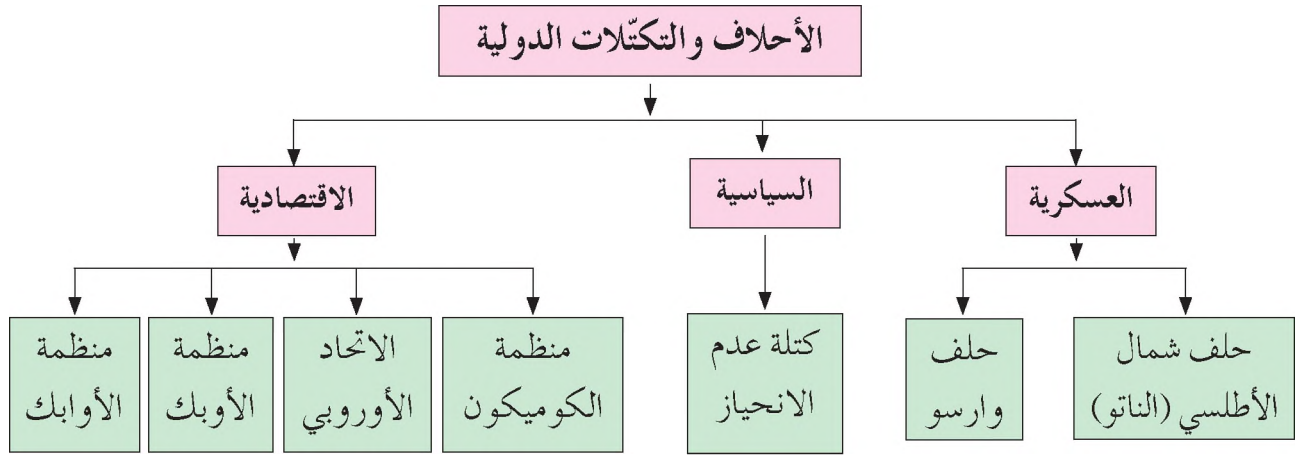 الأحلاف والتكتّلات الدولية
العسكرية
السياسية
الاقتصادية
حلف شمال
الأطلسي (الناتو)
حلف
وارسو
كتلة عدم
الانحياز
منظمة
الكوميكون
الاتحاد
الأوروبي
منظمة
الأوبك
منظمة
الأوابك